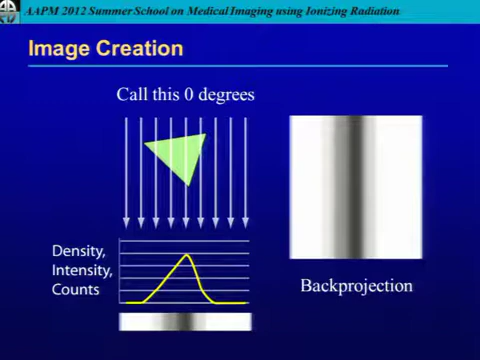 AAPM 2012 Summer School on Medical Imaging using Ionizing Radiation
Image Creation
Call this 0 degrees
Density,
Intensity,
Counts
Backprojection